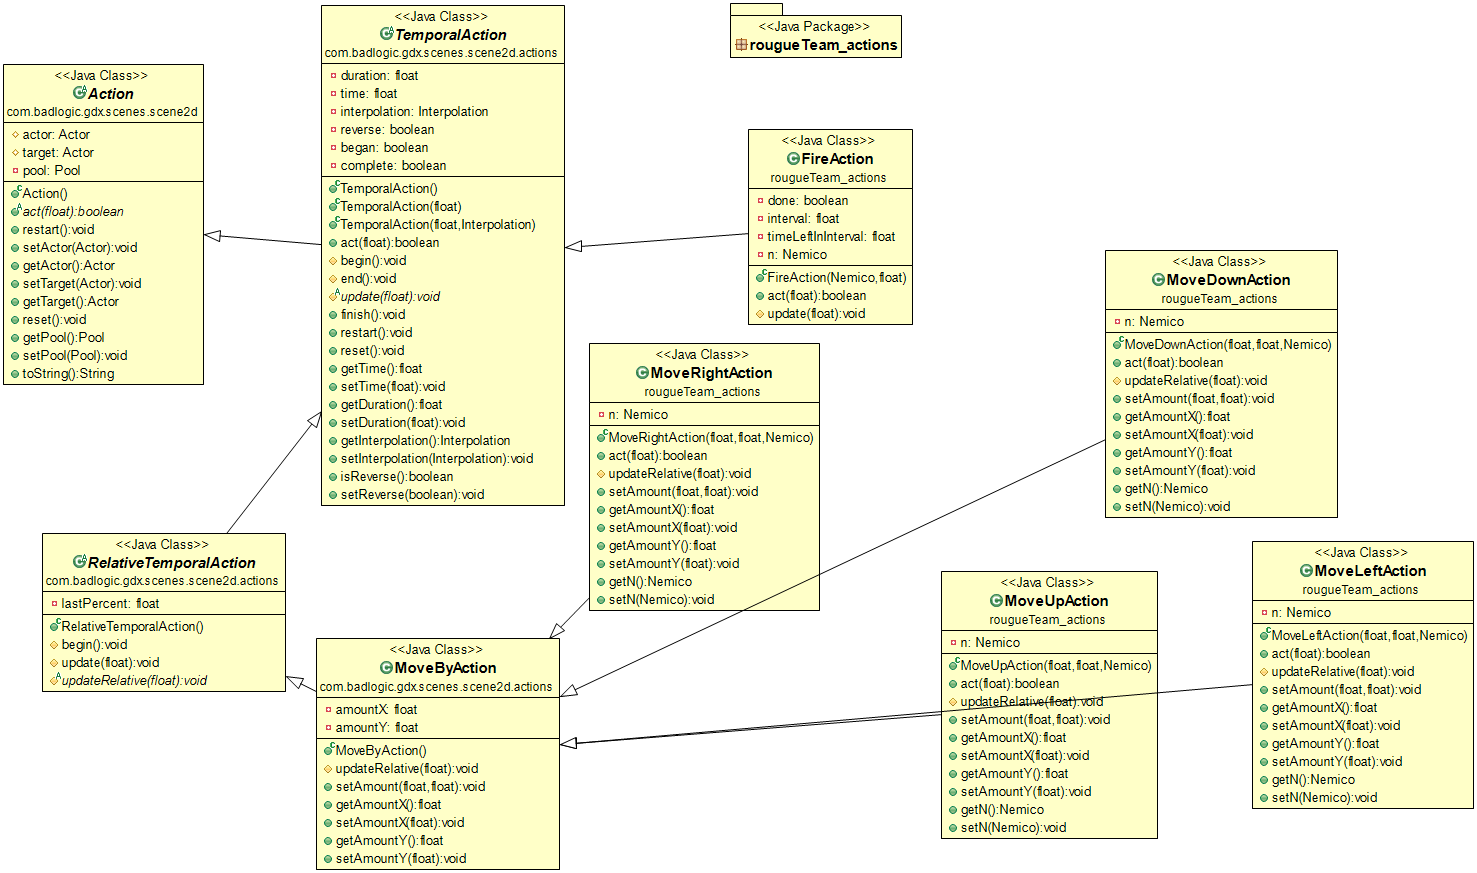 <<Java Class>>
Action
com.badlogic.gdx.scenes.scene2d
actor: Actor
target: Actor
pool: Pool
Action()
act(float):boolean
restart():void
setActor(Actor):void
getActor():Actor
setTarget(Actor):void
getTarget():Actor
reset():void
getPool():Pool
setPool(Pool):void
toString():String
<<Java Class>>
TemporalAction
com.badlogic.gdx.scenes.scene2d.actions
duration: float
time: float
interpolation: Interpolation
reverse: boolean
began: boolean
complete: boolean
TemporalAction()
TemporalAction(float)
TemporalAction(float,Interpolation)
act(float):boolean
begin():void
end():void
update(float):void
finish():void
restart():void
reset():void
getTime():float
setTime(float):void
getDuration():float
setDuration(float):void
getInterpolation():Interpolation
setInterpolation(Interpolation):void
isReverse():boolean
setReverse(boolean):void
<<Java Package>>
rougueTeam_actions
<<Java Class>>
FireAction
rougueTeam_actions
done: boolean
interval: float
timeLeftInInterval: float
n: Nemico
FireAction(Nemico,float)
act(float):boolean
update(float):void
<<Java Class>>
MoveRightAction
rougueTeam_actions
n: Nemico
MoveRightAction(float,float,Nemico)
act(float):boolean
updateRelative(float):void
setAmount(float,float):void
getAmountX():float
setAmountX(float):void
getAmountY():float
setAmountY(float):void
getN():Nemico
setN(Nemico):void
<<Java Class>>
MoveDownAction
rougueTeam_actions
n: Nemico
MoveDownAction(float,float,Nemico)
act(float):boolean
updateRelative(float):void
setAmount(float,float):void
getAmountX():float
setAmountX(float):void
getAmountY():float
setAmountY(float):void
getN():Nemico
setN(Nemico):void
<<Java Class>>
RelativeTemporalAction
com.badlogic.gdx.scenes.scene2d.actions
lastPercent: float
RelativeTemporalAction()
begin():void
update(float):void
updateRelative(float):void
<<Java Class>>
MoveByAction
com.badlogic.gdx.scenes.scene2d.actions
amountX: float
amountY: float
MoveByAction()
updateRelative(float):void
setAmount(float,float):void
getAmountX():float
setAmountX(float):void
getAmountY():float
setAmountY(float):void
<<Java Class>>
MoveUpAction
rougueTeam_actions
n: Nemico
MoveUpAction(float,float,Nemico)
act(float):boolean
updateRelative(float):void
setAmount(float,float):void
getAmountX():float
setAmountX(float):void
getAmountY():float
setAmountY(float):void
getN():Nemico
setN(Nemico):void
<<Java Class>>
MoveLeftAction
rougueTeam_actions
n: Nemico
MoveLeftAction(float,float,Nemico)
act(float):boolean
updateRelative(float):void
setAmount(float,float):void
getAmountX():float
setAmountX(float):void
getAmountY():float
setAmountY(float):void
getN():Nemico
setN(Nemico):void